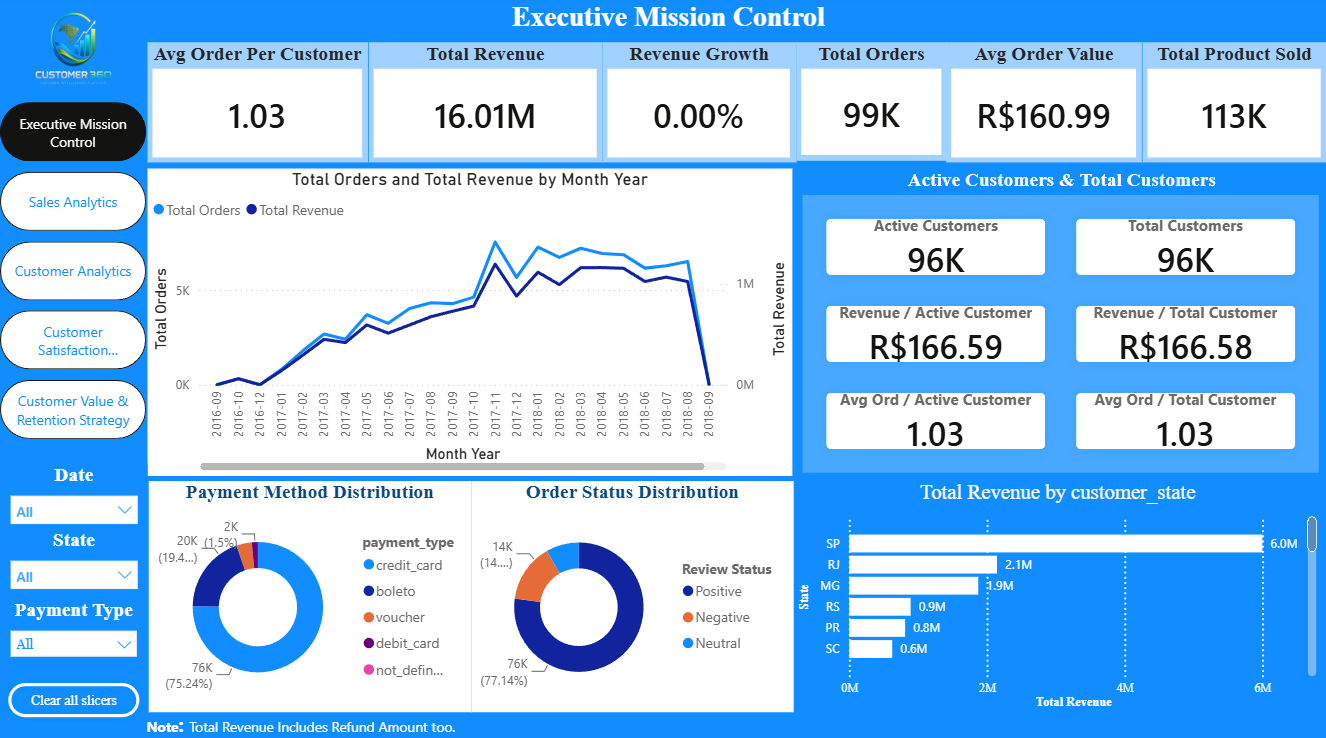 Executive Mission Control
CUSTOMER 360
Avg Order Per Customer
1.03
Total Revenue
16.01M
Revenue Growth
0.00%
Total Orders
99K
Avg Order Value
R$160.99
Total Product Sold
113K
Executive Mission
Control
Sales Analytics
Customer Analytics
Customer
Satisfaction...
Customer Value &
Retention Strategy
Date
All
State
All
Payment Type
All
Clear all slicers
Total Orders and Total Revenue by Month Year
Total Orders
Total Revenue
Total Orders
5K
0K
1M
0M
Total Revenue
2016-09
2016-10
2016-12
2017-01
2017-02
2017-03
2017-04
2017-05
2017-06
2017-07
2017-08
2017-09
2017-10
2017-11
2017-12
2018-01
2018-02
2018-03
2018-04
2018-05
2018-06
2018-07
2018-08
2018-09
Month Year
Active Customers & Total Customers
Active Customers
96K
Total Customers
96K
Revenue / Active Customer
R$166.59
Revenue / Total Customer
R$166.58
Avg Ord / Active Customer
1.03
Avg Ord / Total Customer
1.03
Payment Method Distribution
2K
(1.5%)
20K
(19.4...)
76K
(75.24%)
payment_type
credit_card
boleto
voucher
debit_card
not_defin...
Order Status Distribution
14K
(14....)
76K
(77.14%)
Review Status
Positive
Negative
Neutral
Total Revenue by customer_state
State
SP
6.0M
RJ
2.1M
MG
1.9M
RS
0.9M
PR
0.8M
SC
0.6M
0M
2M
4M
6M
Total Revenue
Note: Total Revenue Includes Refund Amount too.